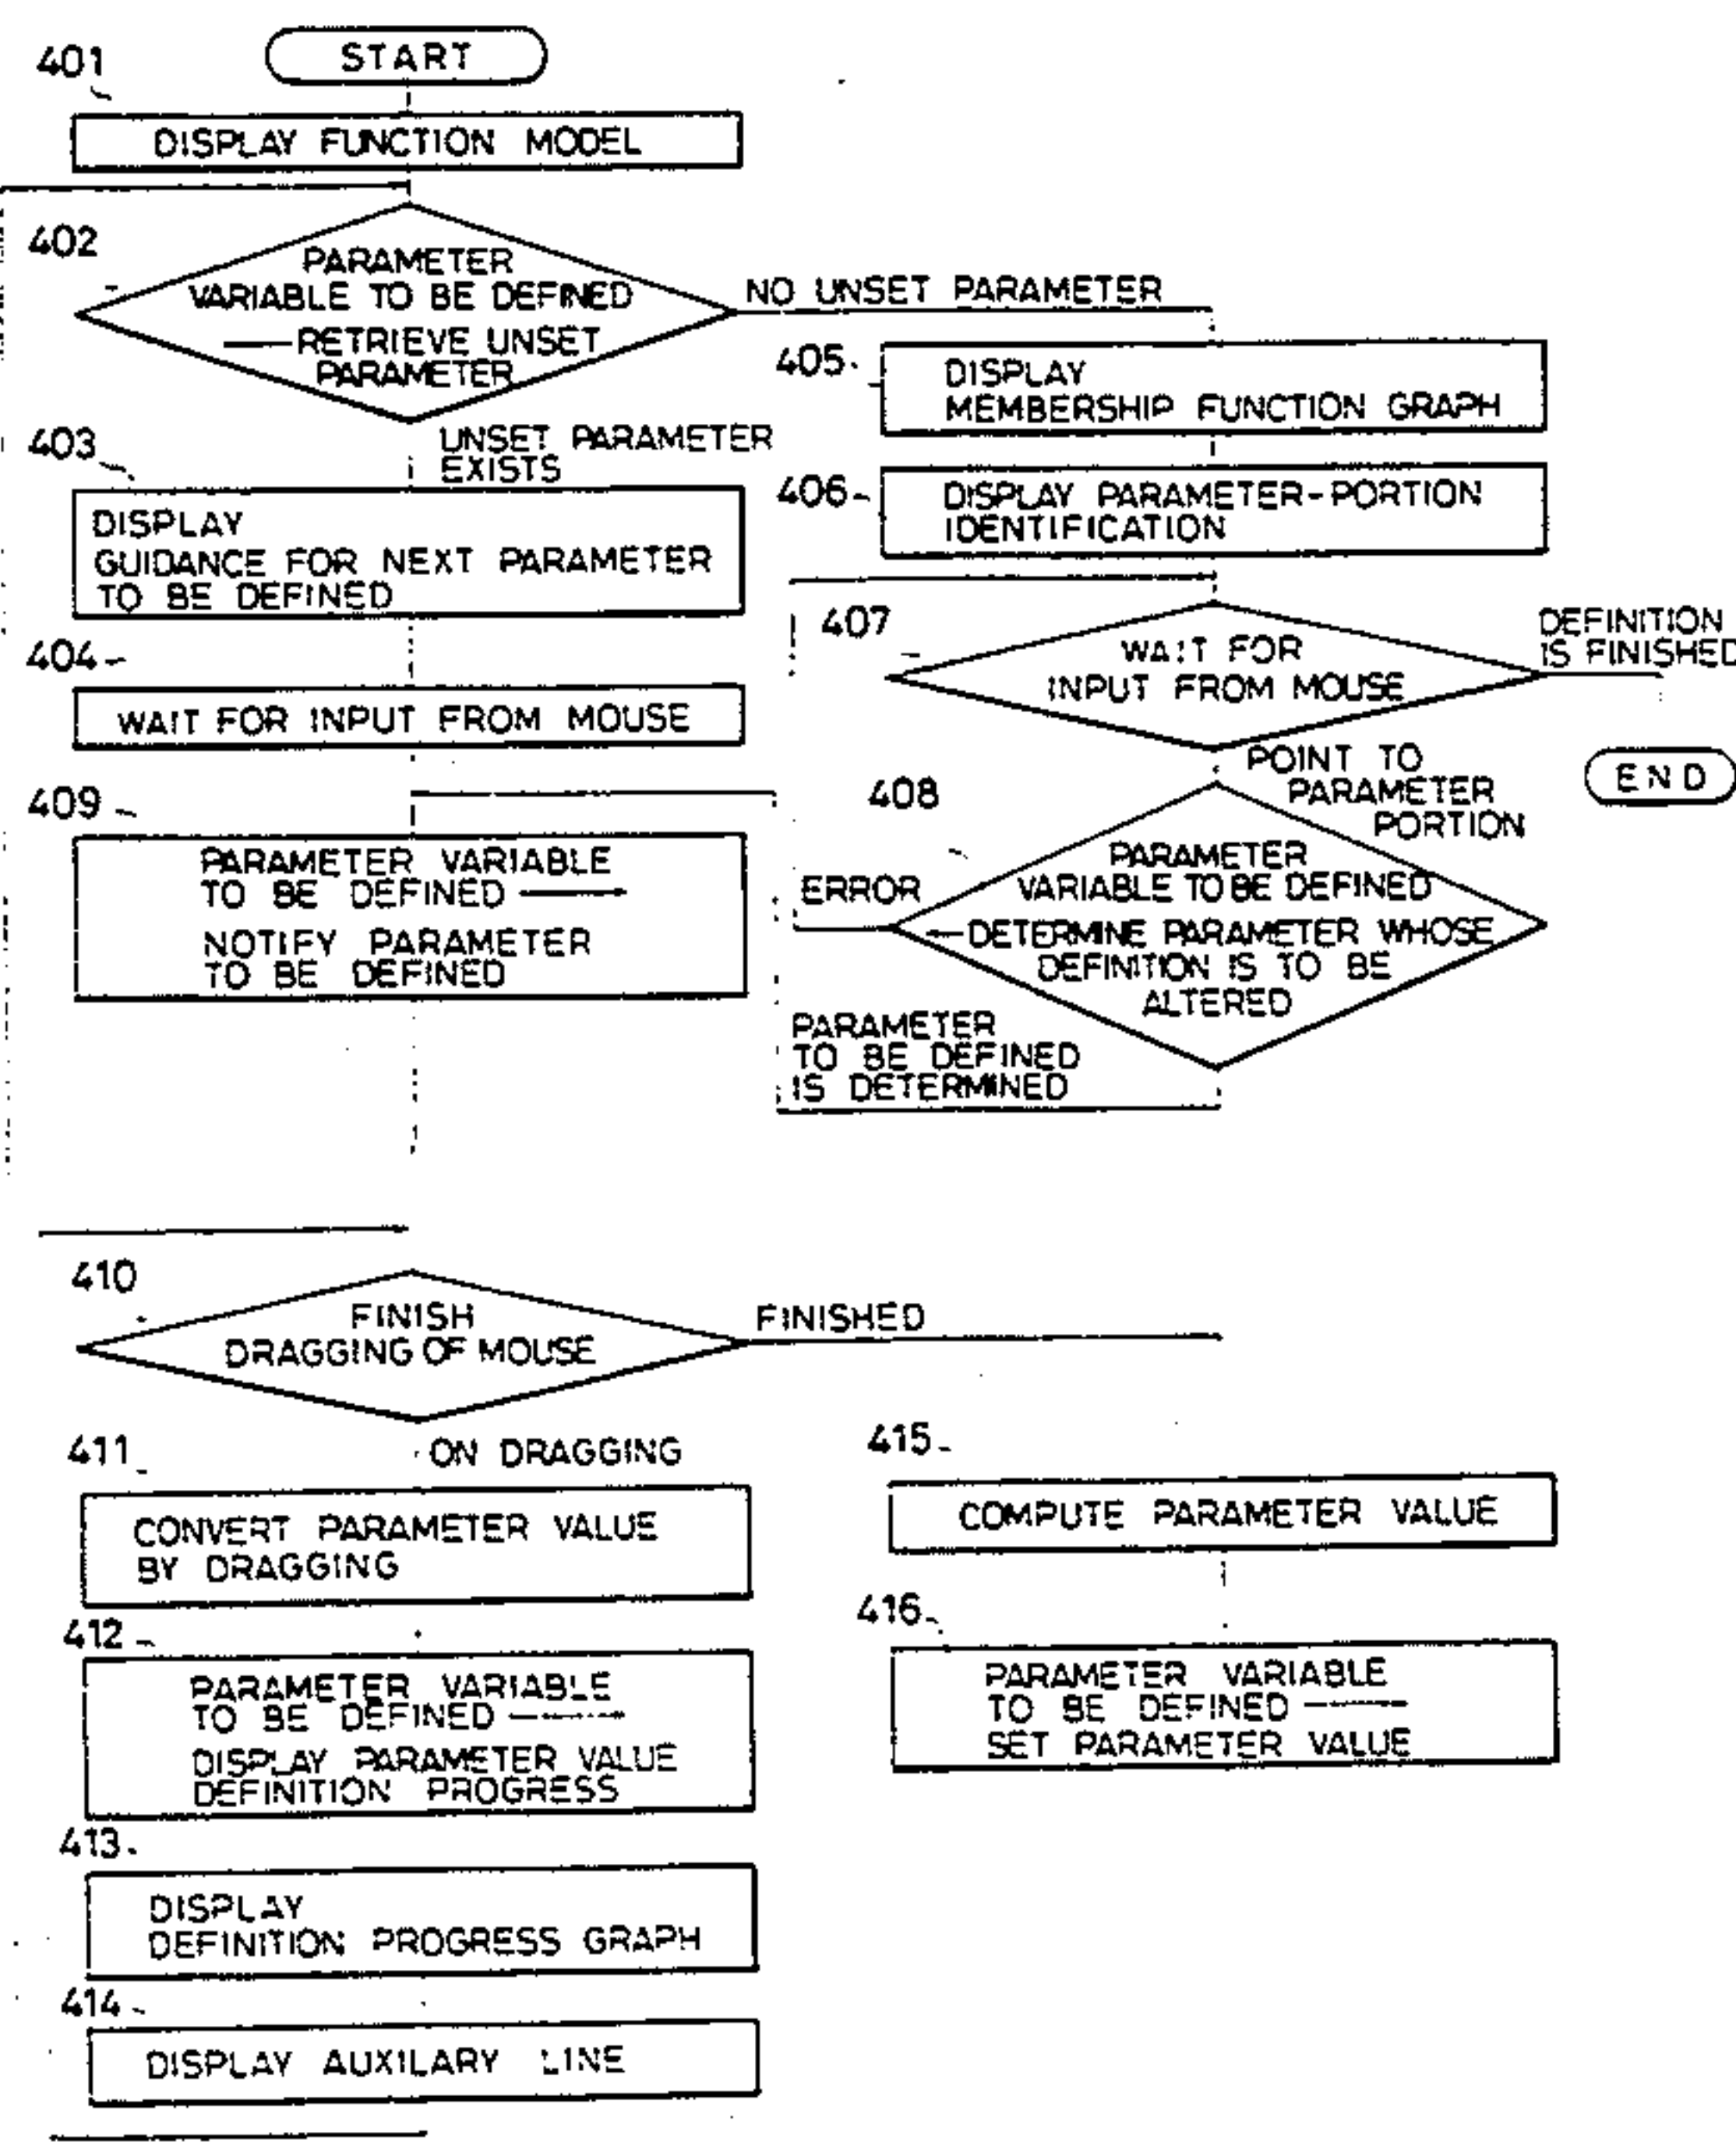 401
START
DISPLAY FUNCTION MODEL
402
PARAMETER
VARIABLE TO BE DEFINED
RETRIEVE UNSET
PARAMETER
NO UNSET PARAMETER
UNSET PARAMETER
EXISTS
403
DISPLAY
GUIDANCE FOR NEXT PARAMETER
TO BE DEFINED
404
WAIT FOR INPUT FROM MOUSE
405
DISPLAY
MEMBERSHIP FUNCTION GRAPH
406
DISPLAY PARAMETER-PORTION
IDENTIFICATION
407
WAIT FOR
INPUT FROM MOUSE
DEFINITION
IS FINISHED
END
POINT TO
PARAMETER
PORTION
408
PARAMETER
VARIABLE TO BE DEFINED
DETERMINE PARAMETER WHOSE
DEFINITION IS TO BE
ALTERED
ERROR
PARAMETER
TO BE DEFINED
IS DETERMINED
409
PARAMETER VARIABLE
TO BE DEFINED
NOTIFY PARAMETER
TO BE DEFINED
410
FINISH
DRAGGING OF MOUSE
FINISHED
ON DRAGGING
411
CONVERT PARAMETER VALUE
BY DRAGGING
412
PARAMETER VARIABLE
TO BE DEFINED
DISPLAY PARAMETER VALUE
DEFINITION PROGRESS
413
DISPLAY
DEFINITION PROGRESS GRAPH
414
DISPLAY AUXILARY LINE
415
COMPUTE PARAMETER VALUE
416
PARAMETER VARIABLE
TO BE DEFINED
SET PARAMETER VALUE